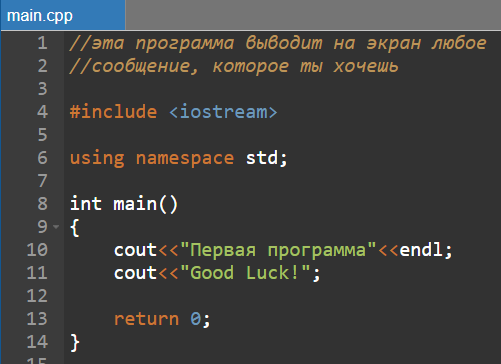 main.cpp
1 //эта программа выводит на экран любое
2 //сообщение, которое ты хочешь
3
4 #include <iostream>
5
6 using namespace std;
7
8 int main()
9 {
10 cout<<"Первая программа"<<endl;
11 cout<<"Good Luck!";
12
13 return 0;
14 }
15